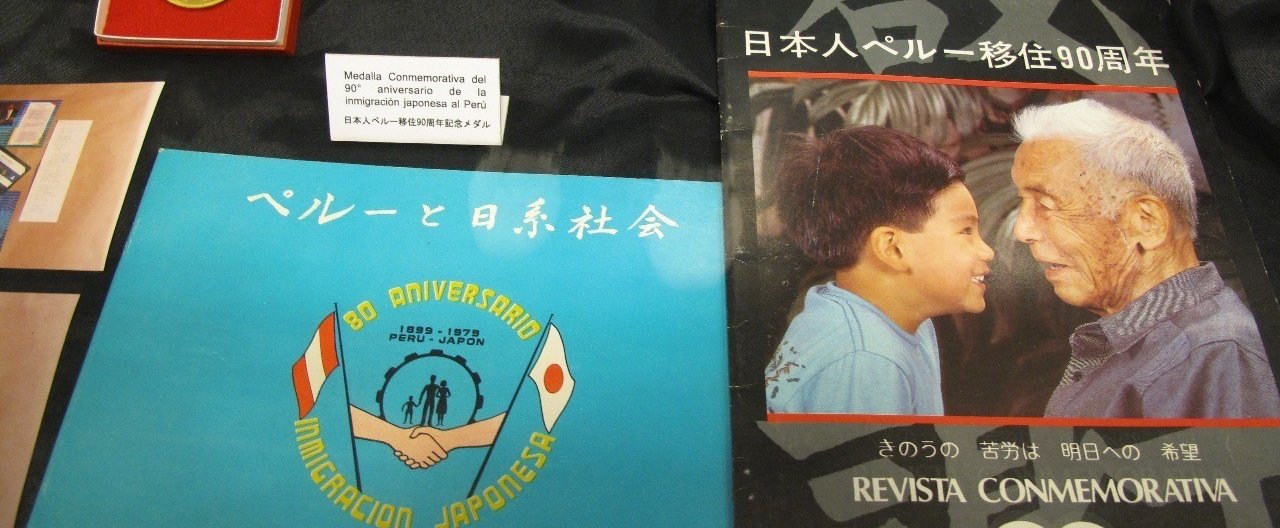 Medalla Conmemorativa del
90° aniversario de la
inmigración japonesa al Perú
日本人ペルー移住90周年記念メダル
ペルーと日系社会
80 ANIVERSARIO
1899 - 1979
PERU - JAPON
INMIGRACION JAPONESA
日本人ペルー移住90周年
きのうの 苦労は 明日への 希望
REVISTA CONMEMORATIVA